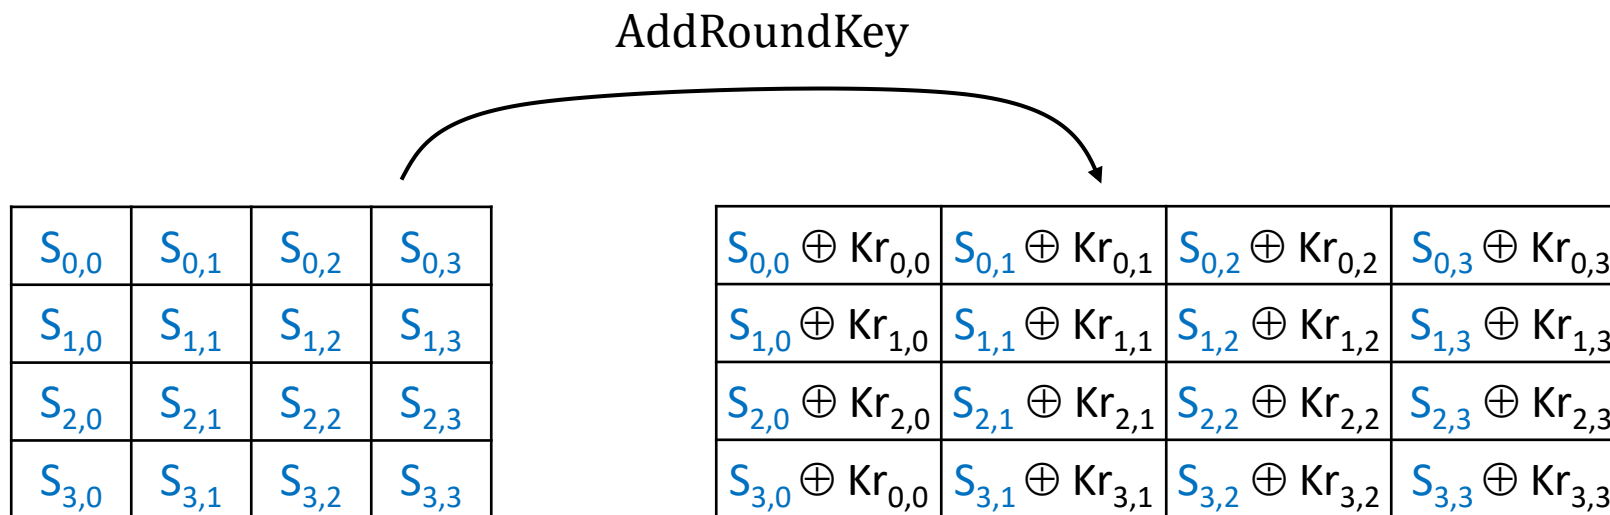 AddRoundKey
S0,0 S0,1 S0,2 S0,3 S0,0 ⊕ Kr0,0 S0,1 ⊕ Kr0,1 S0,2 ⊕ Kr0,2 S0,3 ⊕ Kr0,3
S1,0 S1,1 S1,2 S1,3 S1,0 ⊕ Kr1,0 S1,1 ⊕ Kr1,1 S1,2 ⊕ Kr1,2 S1,3 ⊕ Kr1,3
S2,0 S2,1 S2,2 S2,3 S2,0 ⊕ Kr2,0 S2,1 ⊕ Kr2,1 S2,2 ⊕ Kr2,2 S2,3 ⊕ Kr2,3
S3,0 S3,1 S3,2 S3,3 S3,0 ⊕ Kr0,0 S3,1 ⊕ Kr3,1 S3,2 ⊕ Kr3,2 S3,3 ⊕ Kr3,3